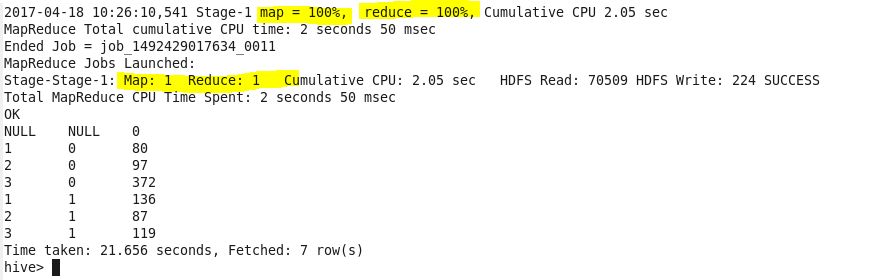 2017-04-18 10:26:10,541 Stage-1 map = 100%, reduce = 100%, Cumulative CPU 2.05 sec
MapReduce Total cumulative CPU time: 2 seconds 50 msec
Ended Job = job_1492429017634_0011
MapReduce Jobs Launched:
Stage-Stage-1: Map: 1  Reduce: 1   Cumulative CPU: 2.05 sec   HDFS Read: 70509 HDFS Write: 224 SUCCESS
Total MapReduce CPU Time Spent: 2 seconds 50 msec
OK
NULL    NULL    0
1       0       80
2       0       97
3       0       372
1       1       136
2       1       87
3       1       119
Time taken: 21.656 seconds, Fetched: 7 row(s)
hive>